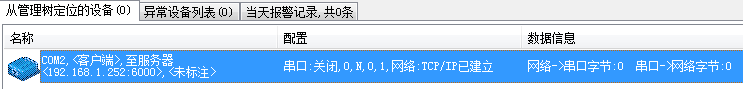 从管理树定位的设备(0) 异常设备列表(0) 当天报警记录,共0条
名称 配置 数据信息
COM2,<客户端>,至服务器
<192.168.1.252:6000>,<未标注> 串口:关闭,0,N,0,1,网络:TCP/IP已建立 网络->串口字节:0 串口->网络字节:0